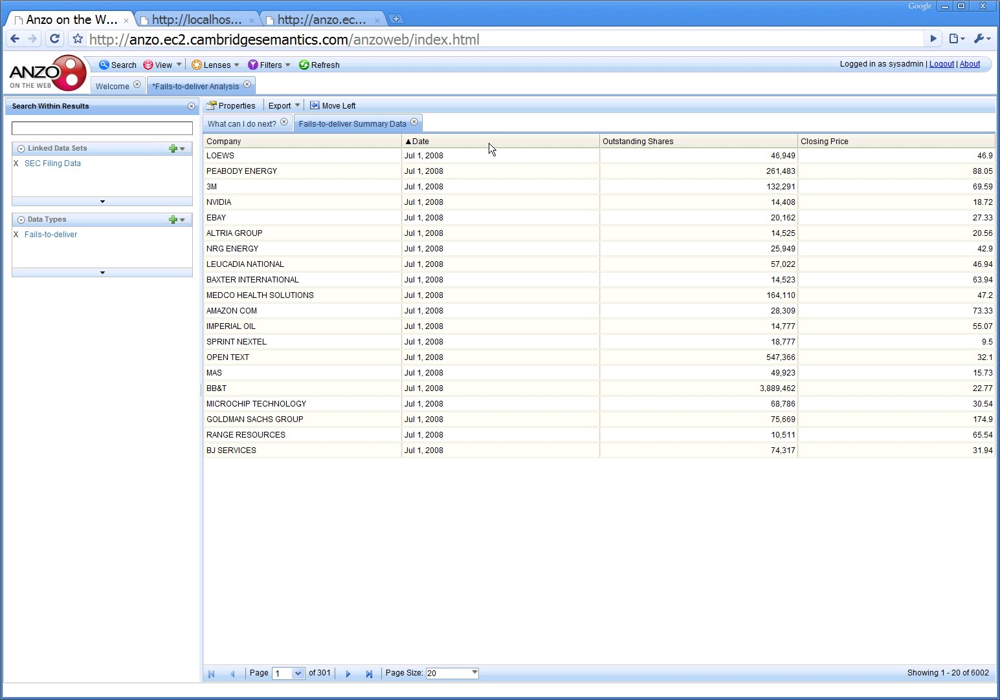 Google
Anzo on the W... http://localhos... http://anzo.ec...
http://anzo.ec2.cambridgesemantics.com/anzoweb/index.html
ANZO
ON THE WEB
Search View Lenses Filters Refresh
Logged in as sysadmin | Logout | About
Welcome *Fails-to-deliver Analysis
Search Within Results
Linked Data Sets
X SEC Filing Data
Data Types
X Fails-to-deliver
Properties Export Move Left
What can I do next? Fails-to-deliver Summary Data
Company ▲Date Outstanding Shares Closing Price
LOEWS Jul 1, 2008 46,949 46.9
PEABODY ENERGY Jul 1, 2008 261,483 88.05
3M Jul 1, 2008 132,291 69.59
NVIDIA Jul 1, 2008 14,408 18.72
EBAY Jul 1, 2008 20,162 27.33
ALTRIA GROUP Jul 1, 2008 14,525 20.56
NRG ENERGY Jul 1, 2008 25,949 42.9
LEUCADIA NATIONAL Jul 1, 2008 57,022 46.94
BAXTER INTERNATIONAL Jul 1, 2008 14,523 63.94
MEDCO HEALTH SOLUTIONS Jul 1, 2008 164,110 47.2
AMAZON COM Jul 1, 2008 28,309 73.33
IMPERIAL OIL Jul 1, 2008 14,777 55.07
SPRINT NEXTEL Jul 1, 2008 18,777 9.5
OPEN TEXT Jul 1, 2008 547,366 32.1
MAS Jul 1, 2008 49,923 15.73
BB&T Jul 1, 2008 3,889,462 22.77
MICROCHIP TECHNOLOGY Jul 1, 2008 68,786 30.54
GOLDMAN SACHS GROUP Jul 1, 2008 75,669 174.9
RANGE RESOURCES Jul 1, 2008 10,511 65.54
BJ SERVICES Jul 1, 2008 74,317 31.94
Page 1 of 301 Page Size: 20 Showing 1 - 20 of 6002